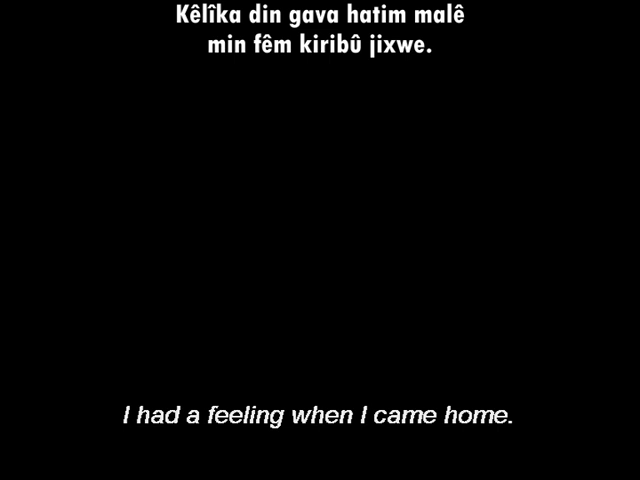 Kêlîka din gava hatim malê
min fêm kiribû jixwe.
I had a feeling when I came home.